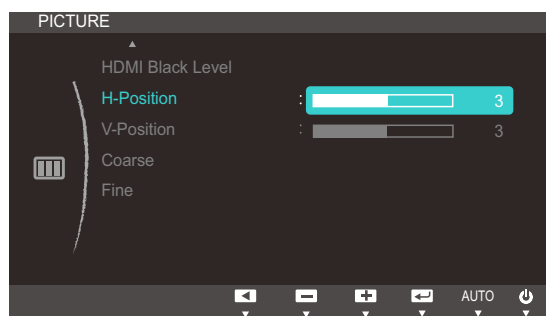 PICTURE
HDMI Black Level
H-Position : 3
V-Position : 3
Coarse
Fine
AUTO